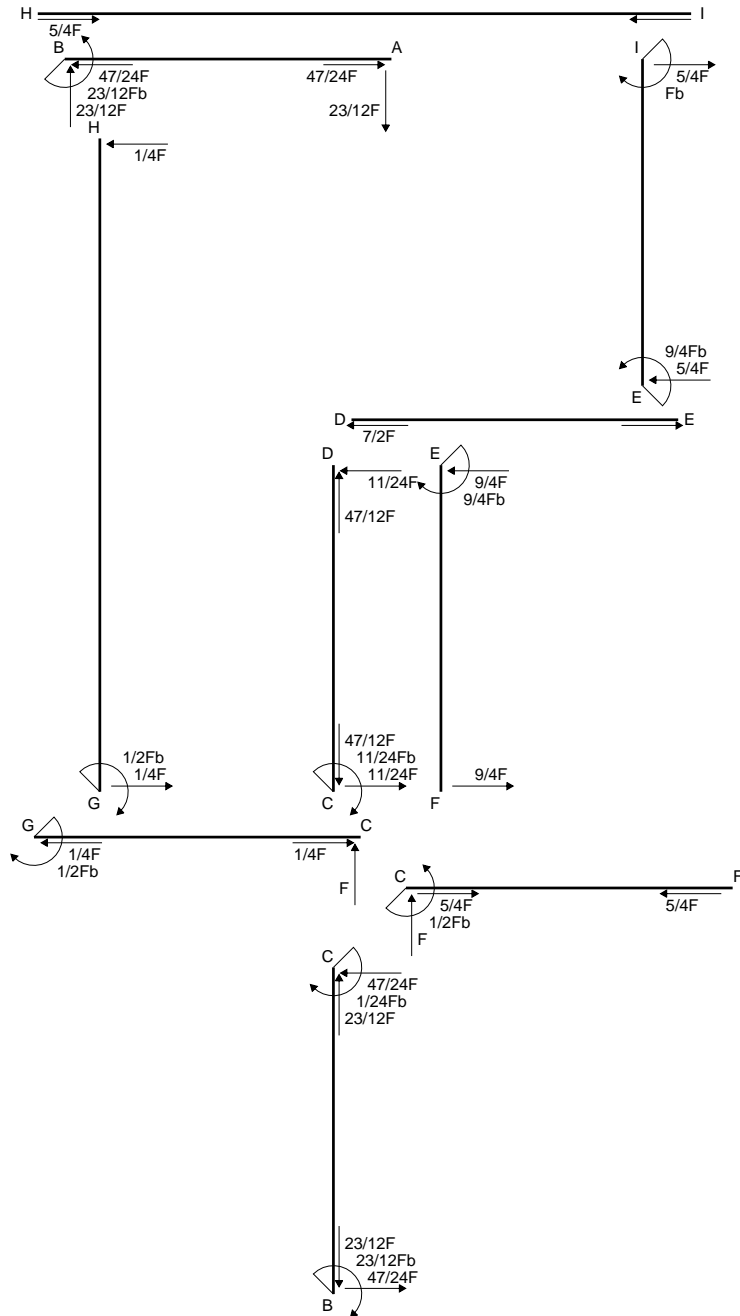 H
I
5/4F
B
A
I
47/24F
47/24F
5/4F
23/12Fb
Fb
23/12F
23/12F
H
1/4F
9/4Fb
5/4F
E
D
E
7/2F
D
E
11/24F
9/4F
9/4Fb
47/12F
47/12F
1/2Fb
11/24Fb
1/4F
11/24F
9/4F
G
C
F
G
C
1/4F
1/4F
1/2Fb
C
F
F
5/4F
5/4F
1/2Fb
F
C
47/24F
1/24Fb
23/12F
23/12F
23/12Fb
47/24F
B